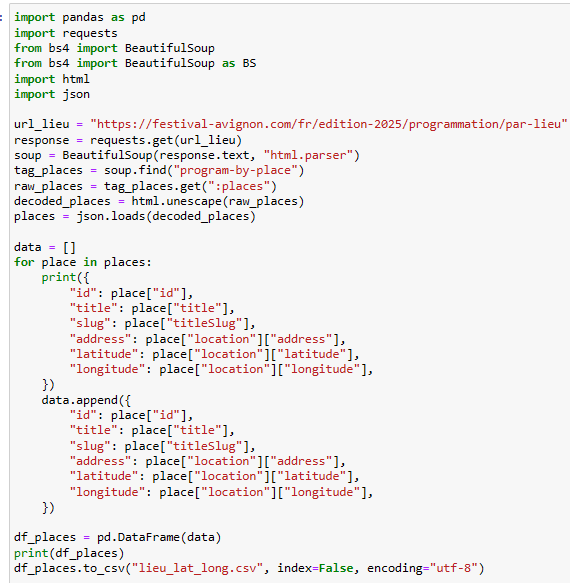 :
import pandas as pd
import requests
from bs4 import BeautifulSoup
from bs4 import BeautifulSoup as BS
import html
import json

url_lieu = "https://festival-avignon.com/fr/edition-2025/programmation/par-lieu"
response = requests.get(url_lieu)
soup = BeautifulSoup(response.text, "html.parser")
tag_places = soup.find("program-by-place")
raw_places = tag_places.get(":places")
decoded_places = html.unescape(raw_places)
places = json.loads(decoded_places)

data = []
for place in places:
    print({
        "id": place["id"],
        "title": place["title"],
        "slug": place["titleSlug"],
        "address": place["location"]["address"],
        "latitude": place["location"]["latitude"],
        "longitude": place["location"]["longitude"],
    })
    data.append({
        "id": place["id"],
        "title": place["title"],
        "slug": place["titleSlug"],
        "address": place["location"]["address"],
        "latitude": place["location"]["latitude"],
        "longitude": place["location"]["longitude"],
    })

df_places = pd.DataFrame(data)
print(df_places)
df_places.to_csv("lieu_lat_long.csv", index=False, encoding="utf-8")